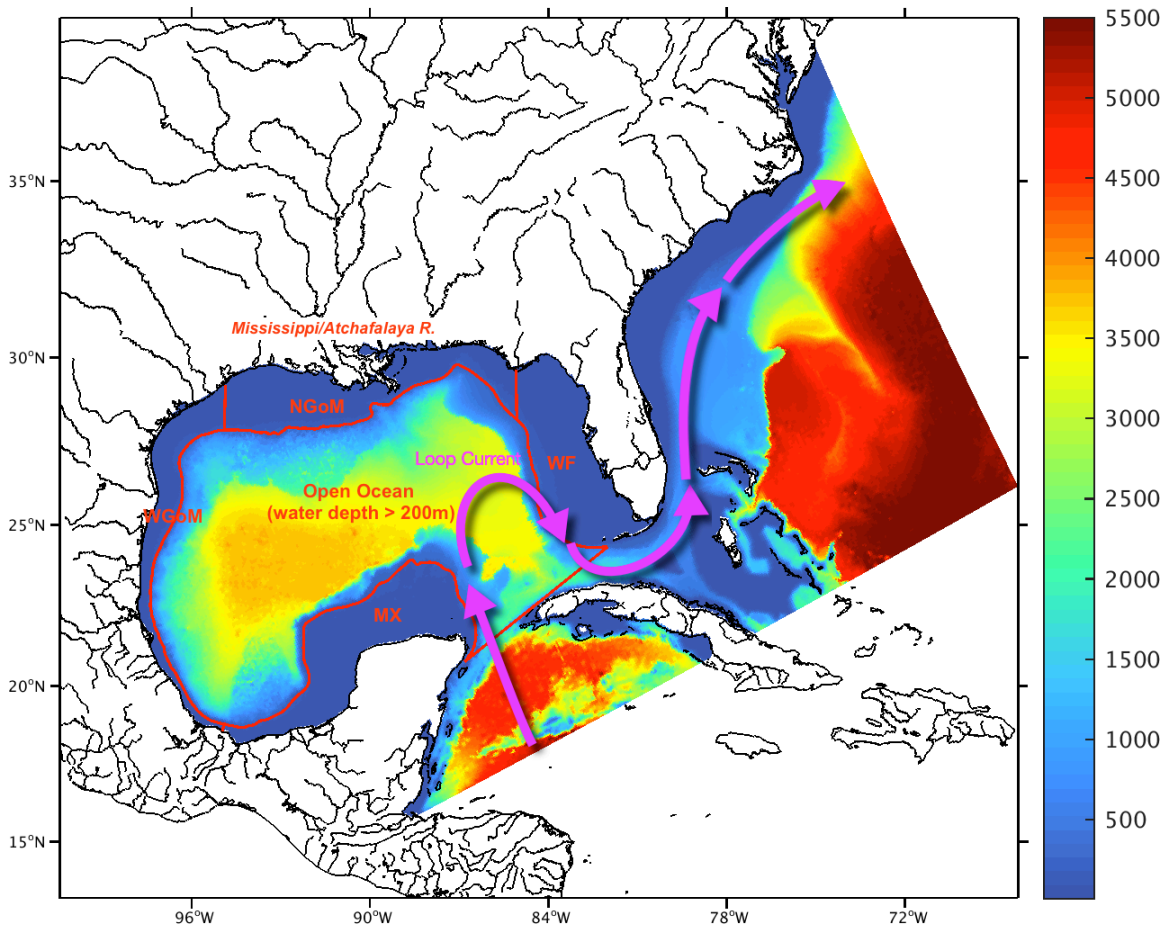 5500
5000
4500
4000
3500
3000
2500
2000
1500
1000
500
35°N
30°N
25°N
20°N
15°N
96°W
90°W
84°W
78°W
72°W
Mississippi/Atchafalaya R.
NGoM
Loop Current
WF
Open Ocean
(water depth > 200m)
WGoM
MX